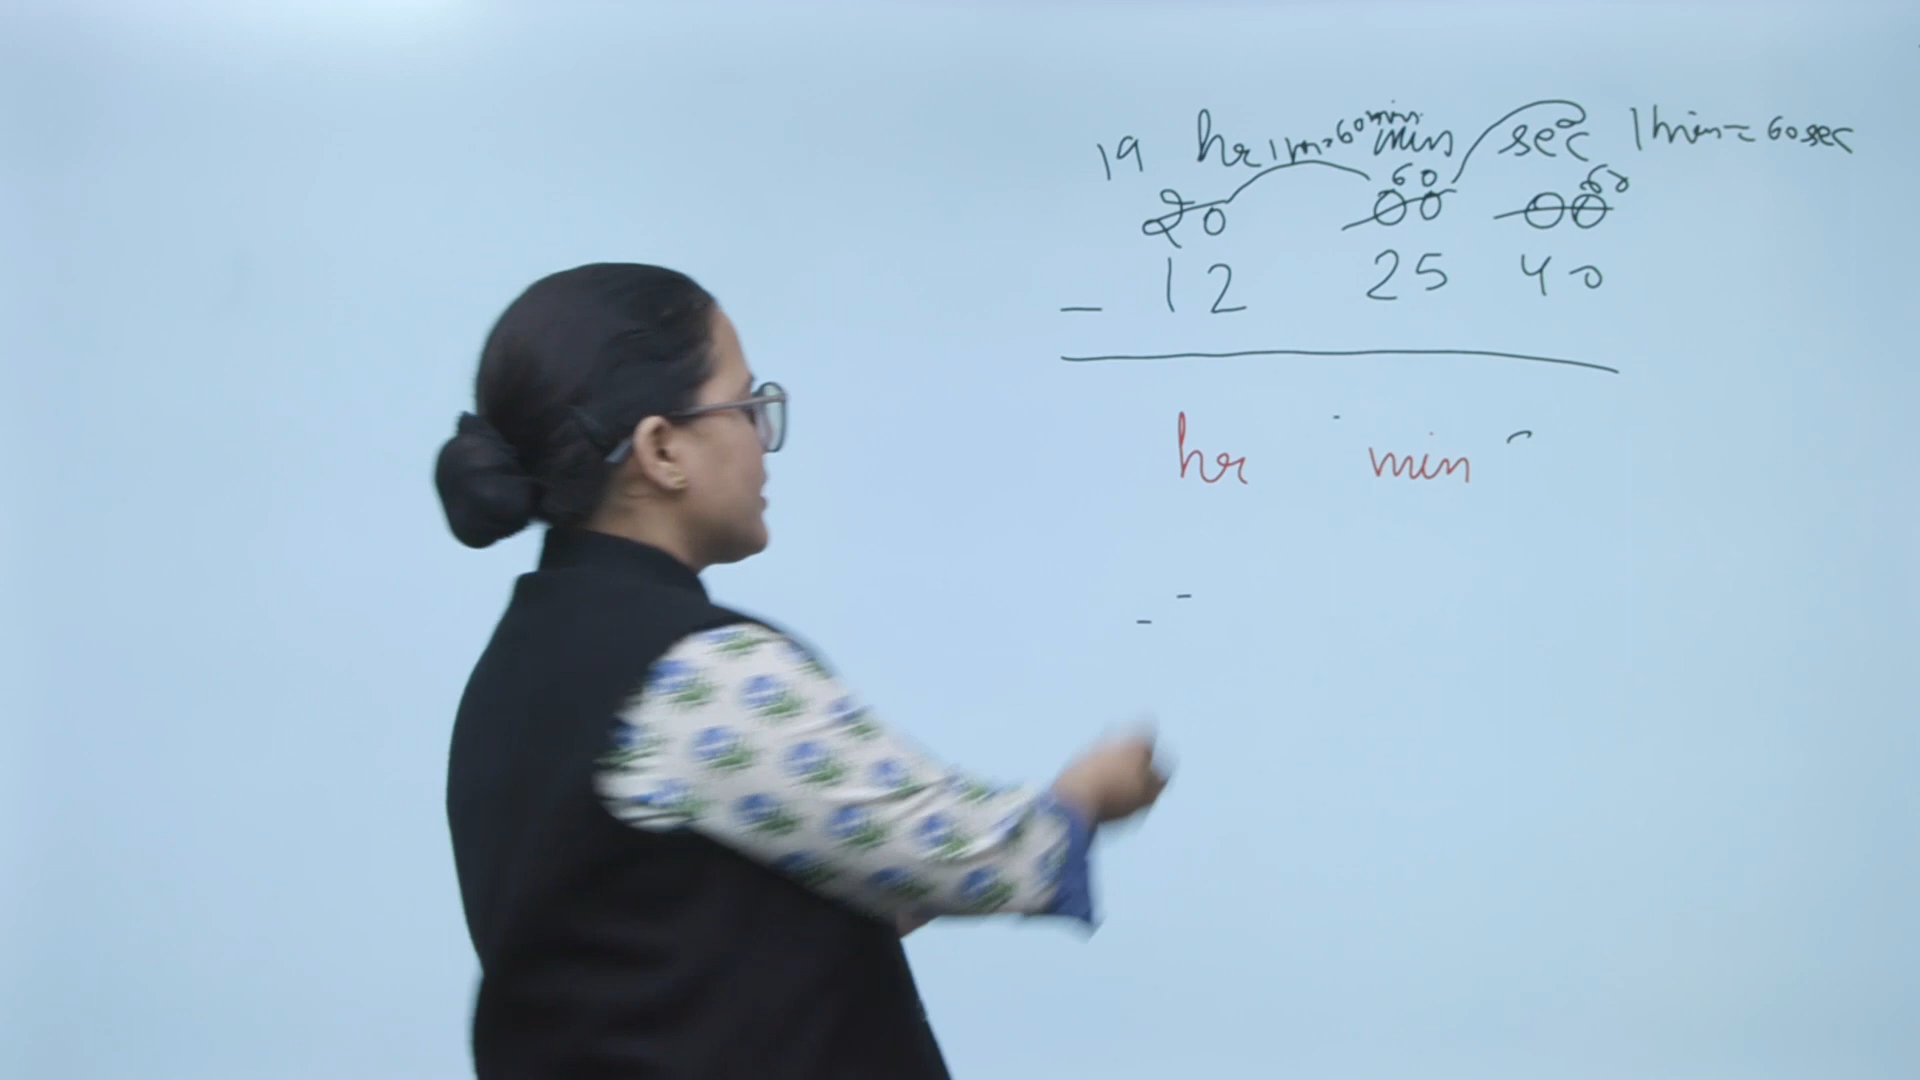 19 hr 1hr=60min min sec 1min=60sec
60 60
20 00 00
- 12 25 40
hr min